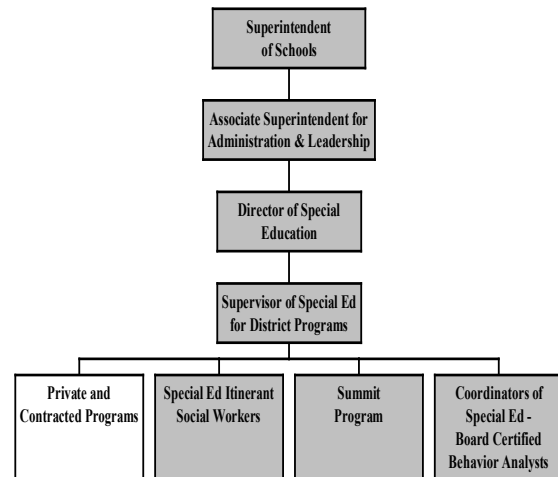 Superintendent
of Schools
Associate Superintendent for
Administration & Leadership
Director of Special
Education
Supervisor of Special Ed
for District Programs
Private and
Contracted Programs
Special Ed Itinerant
Social Workers
Summit
Program
Coordinators of
Special Ed -
Board Certified
Behavior Analysts